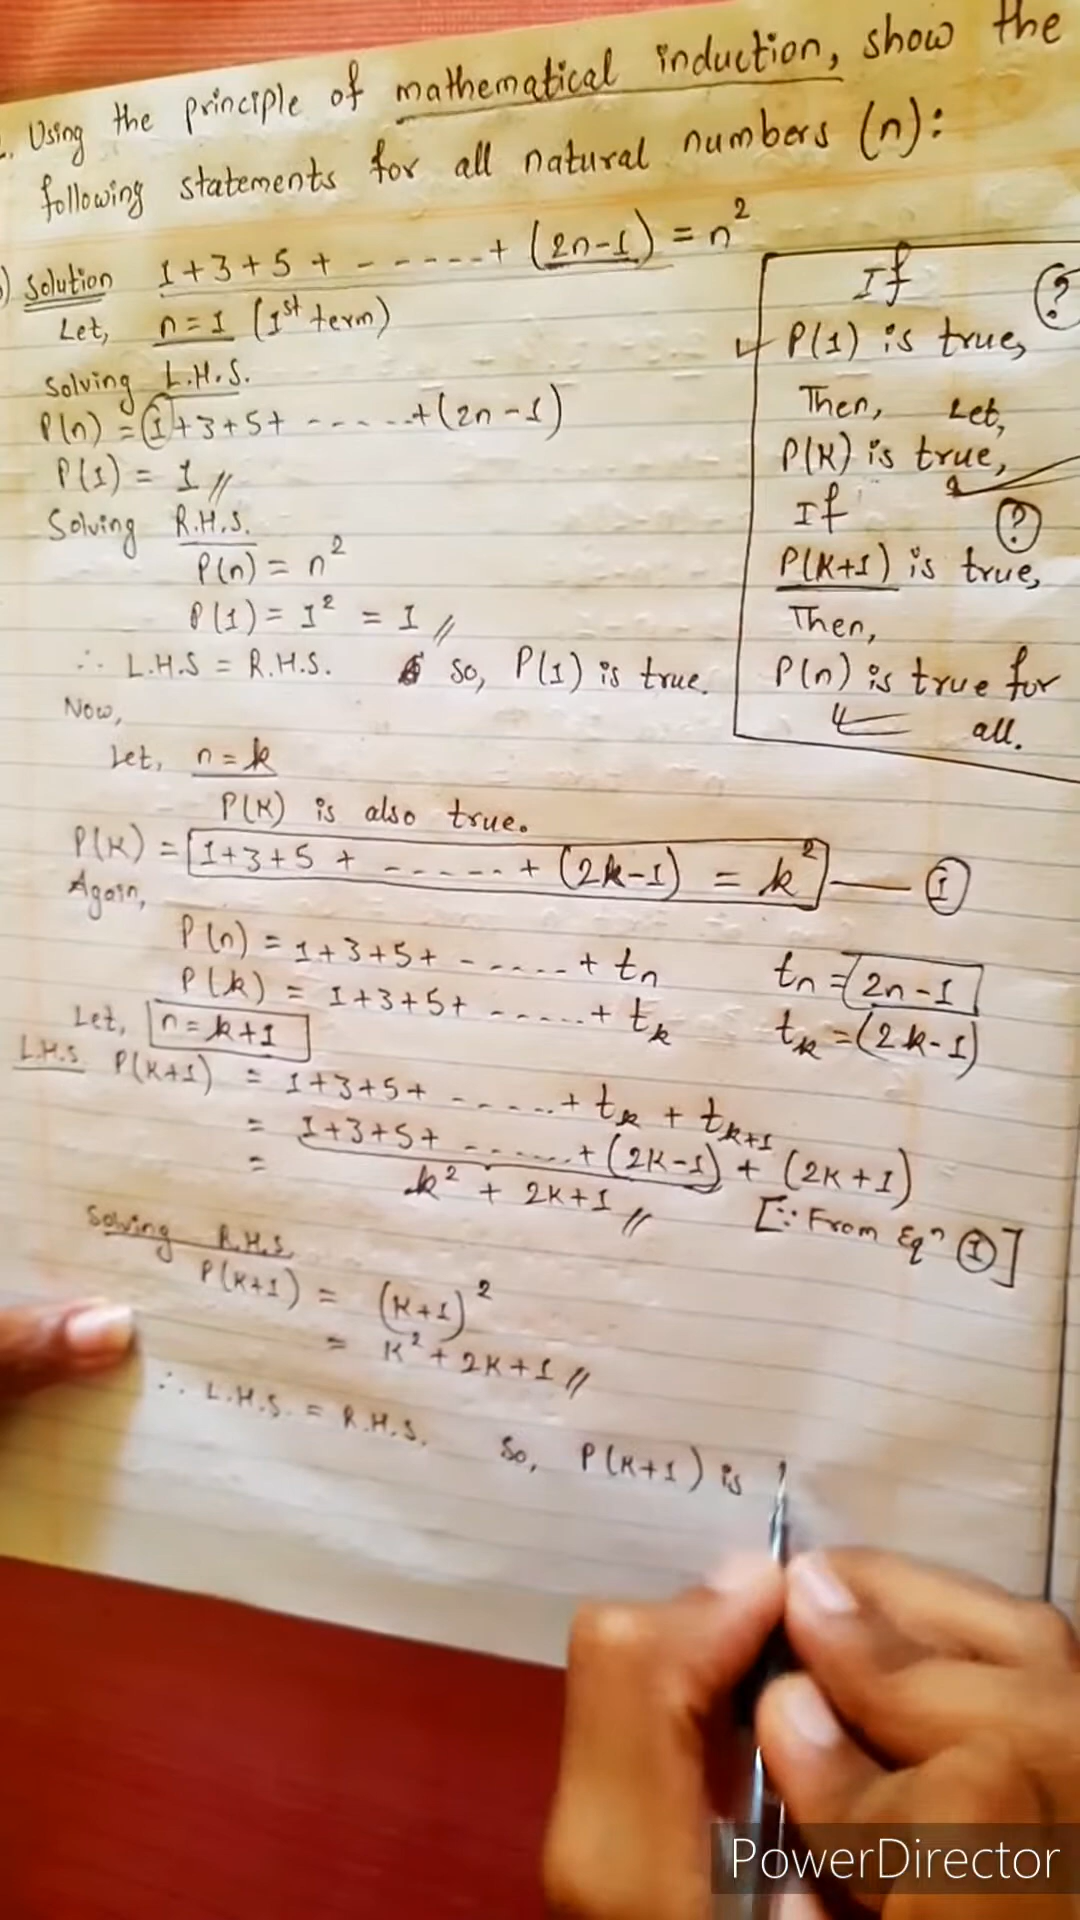 Using the principle of mathematical induction, show the
following statements for all natural numbers (n):
Solution 1+3+5+ ------+ (2n-1) = n²
Let, n=1 (1st term)
Solving L.H.S.
P(n) = 1+3+5+ ------+(2n-1)
P(1) = 1 //
Solving R.H.S.
P(n) = n²
P(1) = 1² = 1 //
∴ L.H.S = R.H.S. So, P(1) is true.
If ?
P(1) is true,
Then, Let,
P(K) is true,
If ?
P(K+1) is true,
Then,
P(n) is true for
all.
Now,
Let, n=k
P(K) is also true.
P(K) = 1+3+5+ ------+ (2k-1) = k² —— ①
Again,
P(n) = 1+3+5+ ------+ tn tn = 2n-1
P(k) = 1+3+5+ ------+ tk tk = (2k-1)
Let, n=k+1
L.H.S P(K+1) = 1+3+5+ ------+ tk + tk+1
= 1+3+5+ ------+ (2K-1) + (2K+1)
= k² + 2K+1 // [∵ From Eqⁿ ①]
Solving R.H.S.
P(K+1) = (K+1)²
= K²+2K+1 //
∴ L.H.S. = R.H.S. So, P(K+1) is
PowerDirector